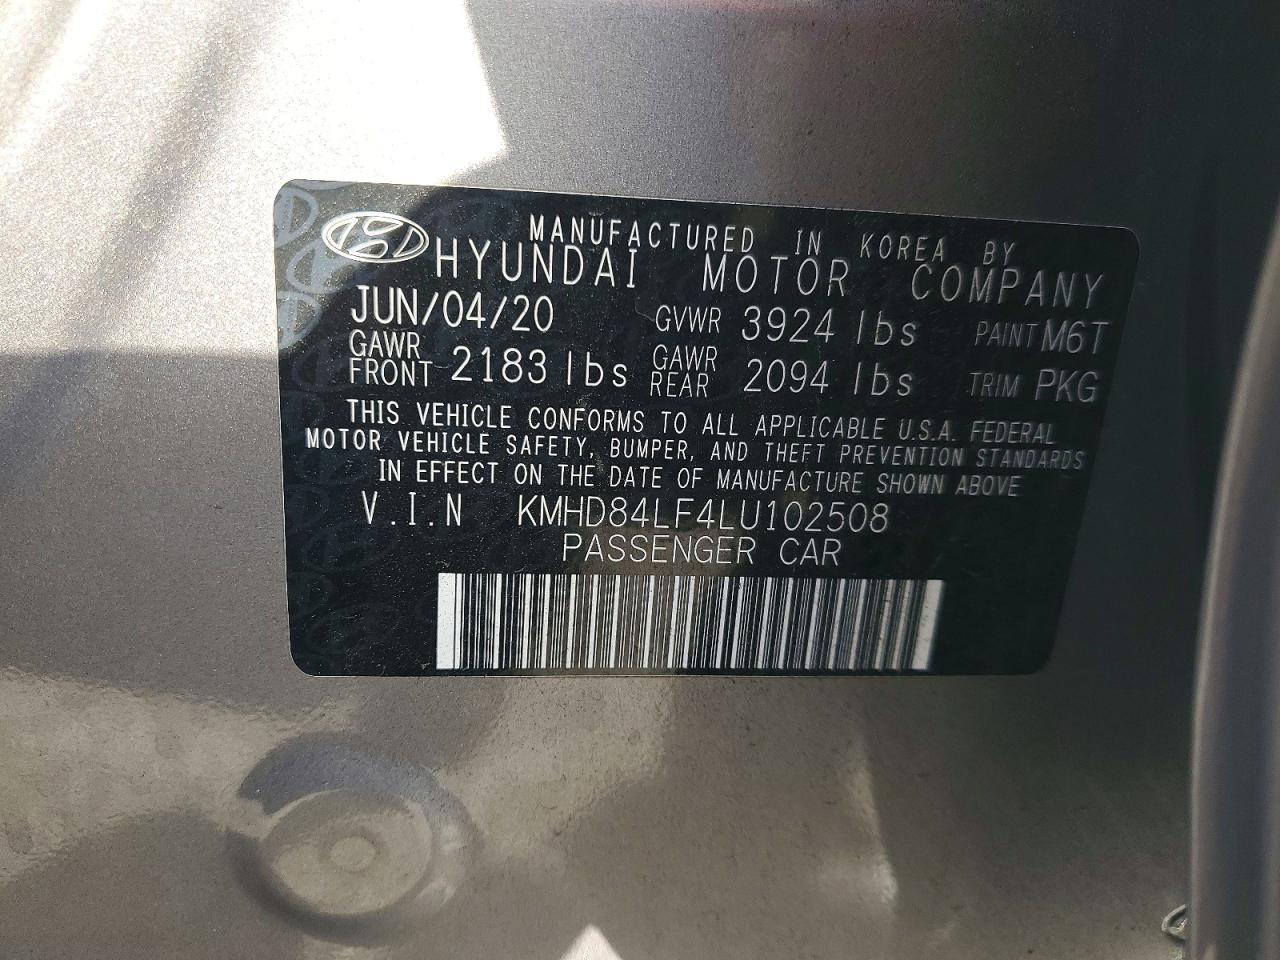 MANUFACTURED IN KOREA BY
HYUNDAI MOTOR COMPANY
JUN/04/20 GVWR 3924 lbs PAINT M6T
GAWR FRONT 2183 lbs GAWR REAR 2094 lbs TRIM PKG
THIS VEHICLE CONFORMS TO ALL APPLICABLE U.S.A. FEDERAL
MOTOR VEHICLE SAFETY, BUMPER, AND THEFT PREVENTION STANDARDS
IN EFFECT ON THE DATE OF MANUFACTURE SHOWN ABOVE
V.I.N KMHD84LF4LU102508
PASSENGER CAR